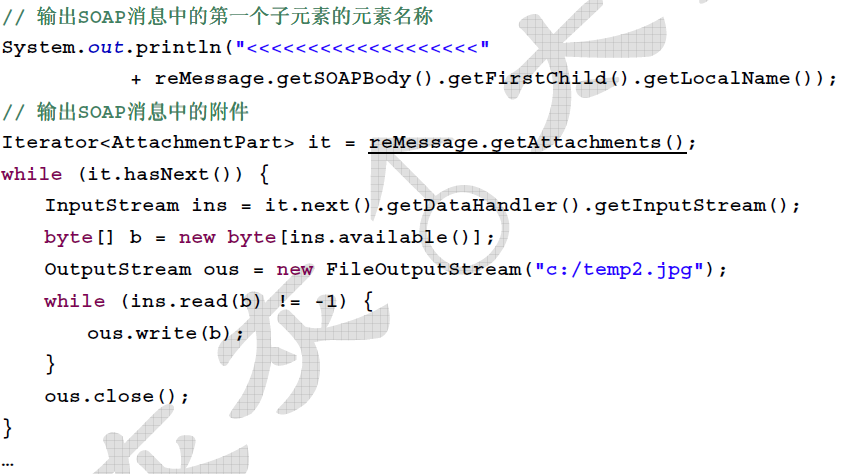 // 输出SOAP消息中的第一个子元素的元素名称
System.out.println("<<<<<<<<<<<<<<<<<<<"
+ reMessage.getSOAPBody().getFirstChild().getLocalName());
// 输出SOAP消息中的附件
Iterator<AttachmentPart> it = reMessage.getAttachments();
while (it.hasNext()) {
InputStream ins = it.next().getDataHandler().getInputStream();
byte[] b = new byte[ins.available()];
OutputStream ous = new FileOutputStream("c:/temp2.jpg");
while (ins.read(b) != -1) {
ous.write(b);
}
ous.close();
}
…